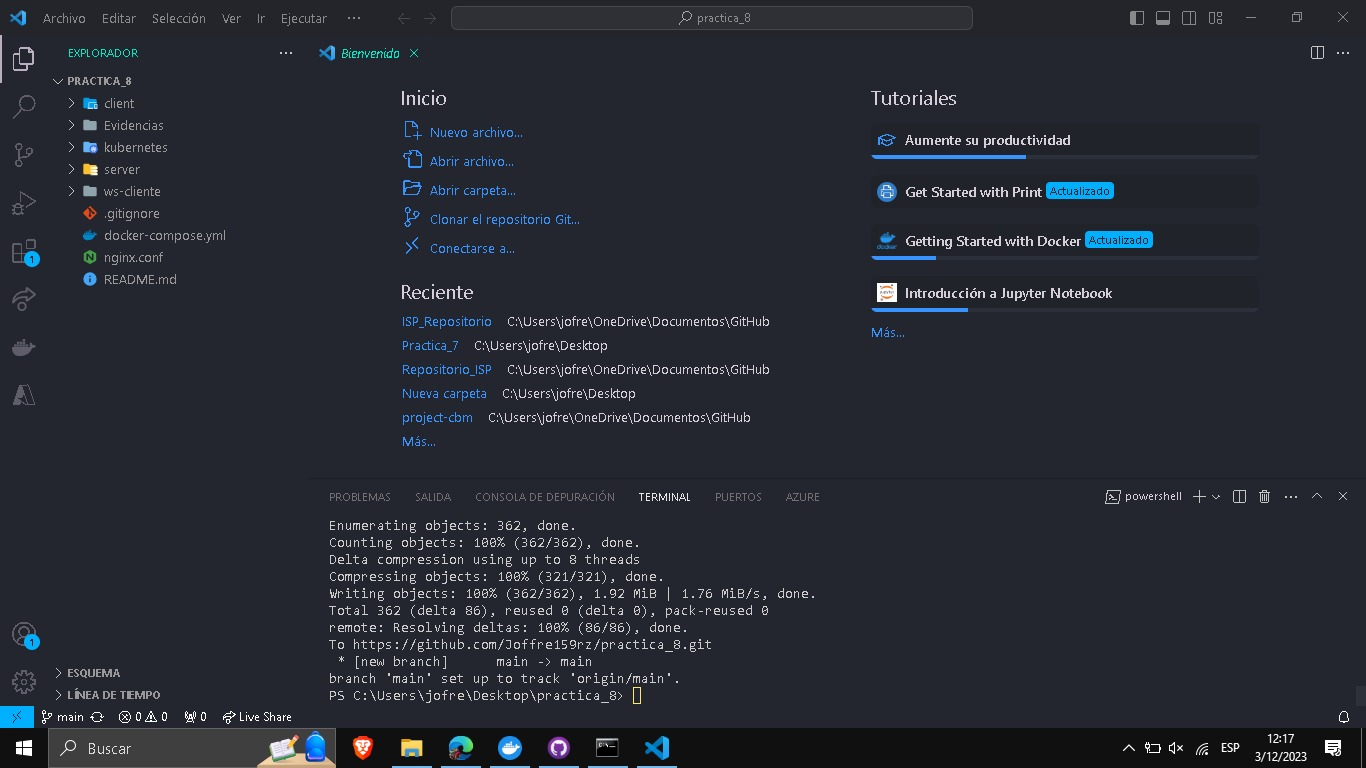 Archivo Editar Selección Ver Ir Ejecutar ··· practica_8
EXPLORADOR ···
PRACTICA_8
client
Evidencias
kubernetes
server
ws-cliente
.gitignore
docker-compose.yml
nginx.conf
README.md
ESQUEMA
LÍNEA DE TIEMPO
1
1
Bienvenido
Inicio
Nuevo archivo...
Abrir archivo...
Abrir carpeta...
Clonar el repositorio Git...
Conectarse a...
Reciente
ISP_Repositorio C:\Users\jofre\OneDrive\Documentos\GitHub
Practica_7 C:\Users\jofre\Desktop
Repositorio_ISP C:\Users\jofre\OneDrive\Documentos\GitHub
Nueva carpeta C:\Users\jofre\Desktop
project-cbm C:\Users\jofre\OneDrive\Documentos\GitHub
Más...
Tutoriales
Aumente su productividad
Get Started with Print Actualizado
Getting Started with Docker Actualizado
Introducción a Jupyter Notebook
Más...
PROBLEMAS SALIDA CONSOLA DE DEPURACIÓN TERMINAL PUERTOS AZURE powershell
Enumerating objects: 362, done.
Counting objects: 100% (362/362), done.
Delta compression using up to 8 threads
Compressing objects: 100% (321/321), done.
Writing objects: 100% (362/362), 1.92 MiB | 1.76 MiB/s, done.
Total 362 (delta 86), reused 0 (delta 0), pack-reused 0
remote: Resolving deltas: 100% (86/86), done.
To https://github.com/Joffre159rz/practica_8.git
 * [new branch]      main -> main
branch 'main' set up to track 'origin/main'.
PS C:\Users\jofre\Desktop\practica_8>
main 0 0 0 Live Share
Buscar ESP 12:17
3/12/2023